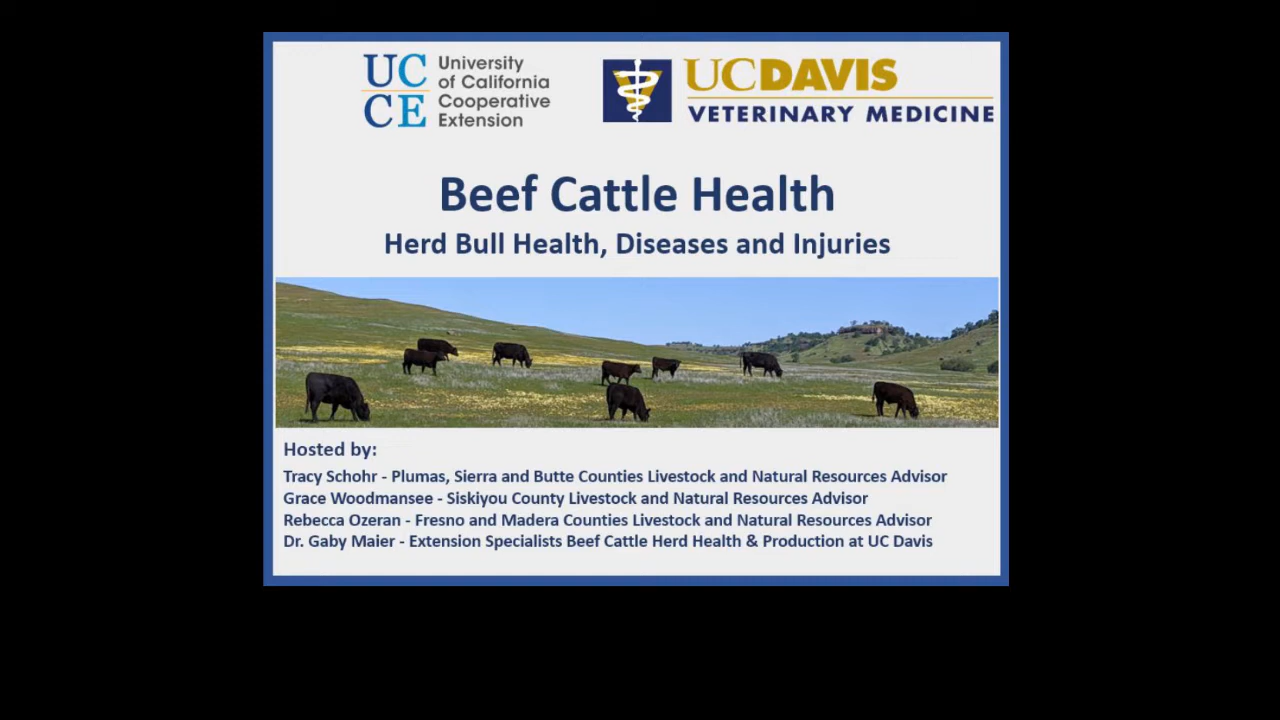 UC
CE
University
of California
Cooperative
Extension
UCDAVIS
VETERINARY MEDICINE
Beef Cattle Health
Herd Bull Health, Diseases and Injuries
Hosted by:
Tracy Schohr - Plumas, Sierra and Butte Counties Livestock and Natural Resources Advisor
Grace Woodmansee - Siskiyou County Livestock and Natural Resources Advisor
Rebecca Ozeran - Fresno and Madera Counties Livestock and Natural Resources Advisor
Dr. Gaby Maier - Extension Specialists Beef Cattle Herd Health & Production at UC Davis